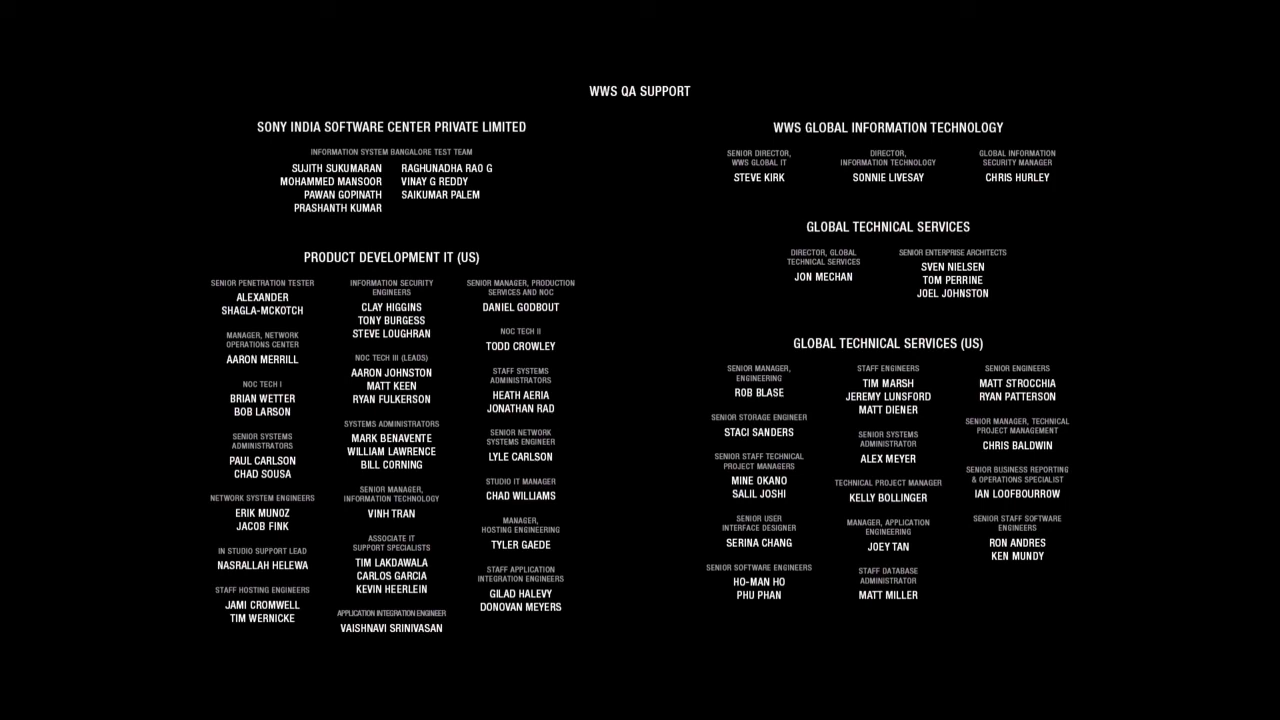 WWS QA SUPPORT
SONY INDIA SOFTWARE CENTER PRIVATE LIMITED
INFORMATION SYSTEM BANGALORE TEST TEAM
SUJITH SUKUMARAN RAGHUNADHA RAO G
MOHAMMED MANSOOR VINAY G REDDY
PAWAN GOPINATH SAIKUMAR PALEM
PRASHANTH KUMAR
PRODUCT DEVELOPMENT IT (US)
SENIOR PENETRATION TESTER
ALEXANDER
SHAGLA-MCKOTCH
MANAGER, NETWORK
OPERATIONS CENTER
AARON MERRILL
NOC TECH I
BRIAN WETTER
BOB LARSON
SENIOR SYSTEMS
ADMINISTRATORS
PAUL CARLSON
CHAD SOUSA
NETWORK SYSTEM ENGINEERS
ERIK MUNOZ
JACOB FINK
IN STUDIO SUPPORT LEAD
NASRALLAH HELEWA
STAFF HOSTING ENGINEERS
JAMI CROMWELL
TIM WERNICKE
INFORMATION SECURITY
ENGINEERS
CLAY HIGGINS
TONY BURGESS
STEVE LOUGHRAN
NOC TECH III (LEADS)
AARON JOHNSTON
MATT KEEN
RYAN FULKERSON
SYSTEMS ADMINISTRATORS
MARK BENAVENTE
WILLIAM LAWRENCE
BILL CORNING
SENIOR MANAGER,
INFORMATION TECHNOLOGY
VINH TRAN
ASSOCIATE IT
SUPPORT SPECIALISTS
TIM LAKDAWALA
CARLOS GARCIA
KEVIN HEERLEIN
APPLICATION INTEGRATION ENGINEER
VAISHNAVI SRINIVASAN
SENIOR MANAGER, PRODUCTION
SERVICES AND NOC
DANIEL GODBOUT
NOC TECH II
TODD CROWLEY
STAFF SYSTEMS
ADMINISTRATORS
HEATH AERIA
JONATHAN RAD
SENIOR NETWORK
SYSTEMS ENGINEER
LYLE CARLSON
STUDIO IT MANAGER
CHAD WILLIAMS
MANAGER,
HOSTING ENGINEERING
TYLER GAEDE
STAFF APPLICATION
INTEGRATION ENGINEERS
GILAD HALEVY
DONOVAN MEYERS
WWS GLOBAL INFORMATION TECHNOLOGY
SENIOR DIRECTOR,
WWS GLOBAL IT
STEVE KIRK
DIRECTOR,
INFORMATION TECHNOLOGY
SONNIE LIVESAY
GLOBAL INFORMATION
SECURITY MANAGER
CHRIS HURLEY
GLOBAL TECHNICAL SERVICES
DIRECTOR, GLOBAL
TECHNICAL SERVICES
JON MECHAN
SENIOR ENTERPRISE ARCHITECTS
SVEN NIELSEN
TOM PERRINE
JOEL JOHNSTON
GLOBAL TECHNICAL SERVICES (US)
SENIOR MANAGER,
ENGINEERING
ROB BLASE
SENIOR STORAGE ENGINEER
STACI SANDERS
SENIOR STAFF TECHNICAL
PROJECT MANAGERS
MINE OKANO
SALIL JOSHI
SENIOR USER
INTERFACE DESIGNER
SERINA CHANG
SENIOR SOFTWARE ENGINEERS
HO-MAN HO
PHU PHAN
STAFF ENGINEERS
TIM MARSH
JEREMY LUNSFORD
MATT DIENER
SENIOR SYSTEMS
ADMINISTRATOR
ALEX MEYER
TECHNICAL PROJECT MANAGER
KELLY BOLLINGER
MANAGER, APPLICATION
ENGINEERING
JOEY TAN
STAFF DATABASE
ADMINISTRATOR
MATT MILLER
SENIOR ENGINEERS
MATT STROCCHIA
RYAN PATTERSON
SENIOR MANAGER, TECHNICAL
PROJECT MANAGEMENT
CHRIS BALDWIN
SENIOR BUSINESS REPORTING
& OPERATIONS SPECIALIST
IAN LOOFBOURROW
SENIOR STAFF SOFTWARE
ENGINEERS
RON ANDRES
KEN MUNDY